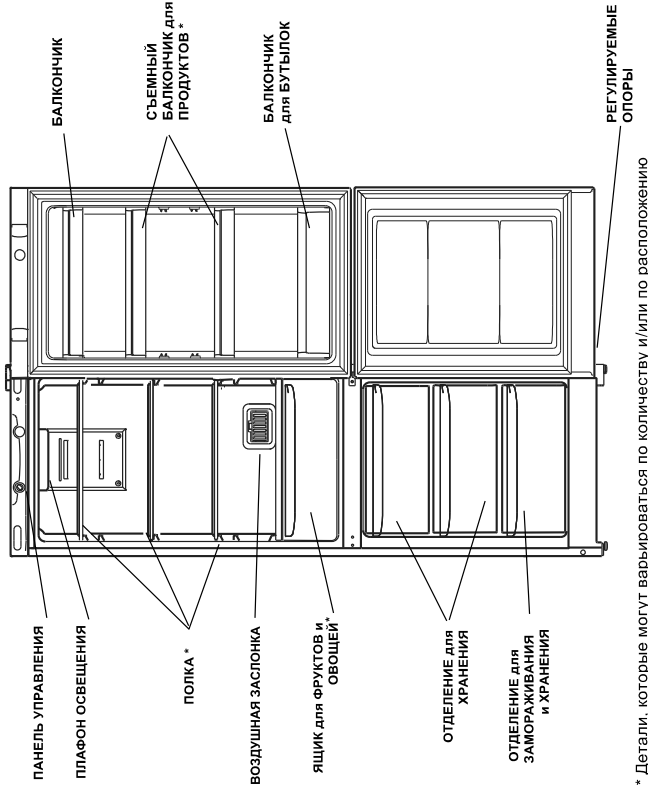 ПАНЕЛЬ УПРАВЛЕНИЯ
ПЛАФОН ОСВЕЩЕНИЯ
ПОЛКА *
ВОЗДУШНАЯ ЗАСЛОНКА
ЯЩИК для ФРУКТОВ и
ОВОЩЕЙ*
ОТДЕЛЕНИЕ для
ХРАНЕНИЯ
ОТДЕЛЕНИЕ для
ЗАМОРАЖИВАНИЯ
и ХРАНЕНИЯ
БАЛКОНЧИК
СЪЕМНЫЙ
БАЛКОНЧИК для
ПРОДУКТОВ *
БАЛКОНЧИК
для БУТЫЛОК
РЕГУЛИРУЕМЫЕ
ОПОРЫ
* Детали, которые могут варьироваться по количеству и/или по расположению